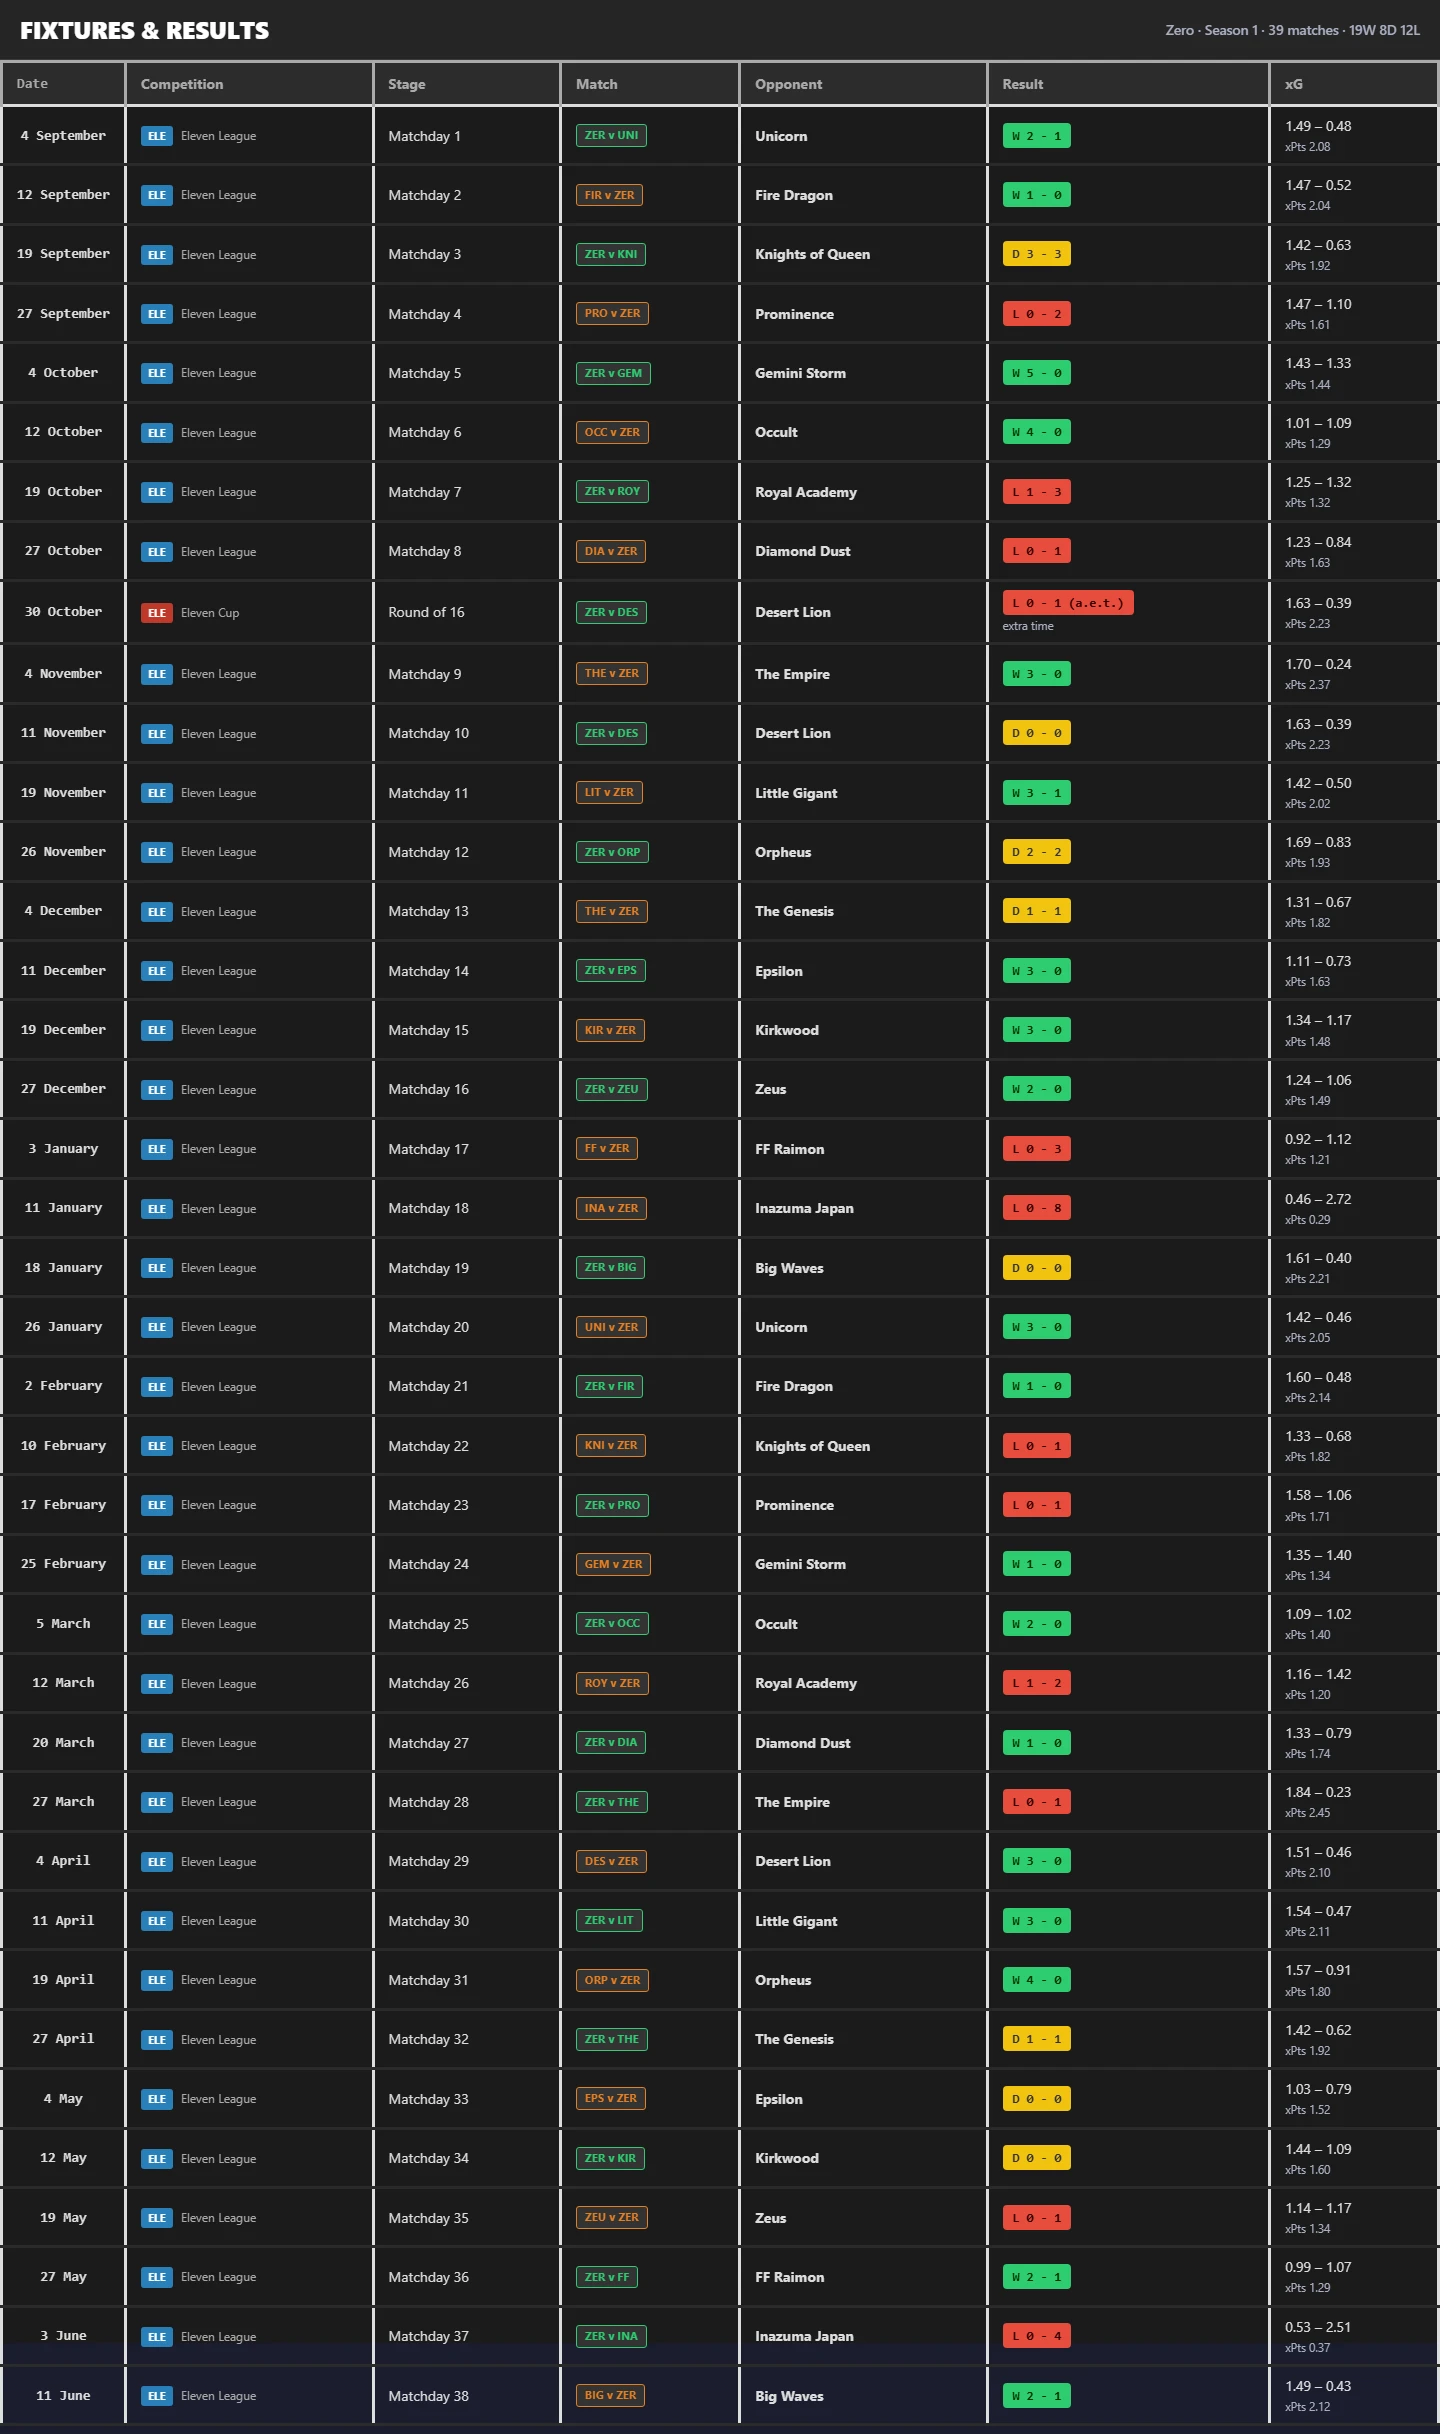 FIXTURES & RESULTS
Zero · Season 1 · 39 matches · 19W 8D 12L
Date Competition Stage Match Opponent Result xG
4 September ELE Eleven League Matchday 1 ZER v UNI Unicorn W 2 - 1 1.49 – 0.48
xPts 2.08
12 September ELE Eleven League Matchday 2 FIR v ZER Fire Dragon W 1 - 0 1.47 – 0.52
xPts 2.04
19 September ELE Eleven League Matchday 3 ZER v KNI Knights of Queen D 3 - 3 1.42 – 0.63
xPts 1.92
27 September ELE Eleven League Matchday 4 PRO v ZER Prominence L 0 - 2 1.47 – 1.10
xPts 1.61
4 October ELE Eleven League Matchday 5 ZER v GEM Gemini Storm W 5 - 0 1.43 – 1.33
xPts 1.44
12 October ELE Eleven League Matchday 6 OCC v ZER Occult W 4 - 0 1.01 – 1.09
xPts 1.29
19 October ELE Eleven League Matchday 7 ZER v ROY Royal Academy L 1 - 3 1.25 – 1.32
xPts 1.32
27 October ELE Eleven League Matchday 8 DIA v ZER Diamond Dust L 0 - 1 1.23 – 0.84
xPts 1.63
30 October ELE Eleven Cup Round of 16 ZER v DES Desert Lion L 0 - 1 (a.e.t.) 1.63 – 0.39
extra time xPts 2.23
4 November ELE Eleven League Matchday 9 THE v ZER The Empire W 3 - 0 1.70 – 0.24
xPts 2.37
11 November ELE Eleven League Matchday 10 ZER v DES Desert Lion D 0 - 0 1.63 – 0.39
xPts 2.23
19 November ELE Eleven League Matchday 11 LIT v ZER Little Gigant W 3 - 1 1.42 – 0.50
xPts 2.02
26 November ELE Eleven League Matchday 12 ZER v ORP Orpheus D 2 - 2 1.69 – 0.83
xPts 1.93
4 December ELE Eleven League Matchday 13 THE v ZER The Genesis D 1 - 1 1.31 – 0.67
xPts 1.82
11 December ELE Eleven League Matchday 14 ZER v EPS Epsilon W 3 - 0 1.11 – 0.73
xPts 1.63
19 December ELE Eleven League Matchday 15 KIR v ZER Kirkwood W 3 - 0 1.34 – 1.17
xPts 1.48
27 December ELE Eleven League Matchday 16 ZER v ZEU Zeus W 2 - 0 1.24 – 1.06
xPts 1.49
3 January ELE Eleven League Matchday 17 FF v ZER FF Raimon L 0 - 3 0.92 – 1.12
xPts 1.21
11 January ELE Eleven League Matchday 18 INA v ZER Inazuma Japan L 0 - 8 0.46 – 2.72
xPts 0.29
18 January ELE Eleven League Matchday 19 ZER v BIG Big Waves D 0 - 0 1.61 – 0.40
xPts 2.21
26 January ELE Eleven League Matchday 20 UNI v ZER Unicorn W 3 - 0 1.42 – 0.46
xPts 2.05
2 February ELE Eleven League Matchday 21 ZER v FIR Fire Dragon W 1 - 0 1.60 – 0.48
xPts 2.14
10 February ELE Eleven League Matchday 22 KNI v ZER Knights of Queen L 0 - 1 1.33 – 0.68
xPts 1.82
17 February ELE Eleven League Matchday 23 ZER v PRO Prominence L 0 - 1 1.58 – 1.06
xPts 1.71
25 February ELE Eleven League Matchday 24 GEM v ZER Gemini Storm W 1 - 0 1.35 – 1.40
xPts 1.34
5 March ELE Eleven League Matchday 25 ZER v OCC Occult W 2 - 0 1.09 – 1.02
xPts 1.40
12 March ELE Eleven League Matchday 26 ROY v ZER Royal Academy L 1 - 2 1.16 – 1.42
xPts 1.20
20 March ELE Eleven League Matchday 27 ZER v DIA Diamond Dust W 1 - 0 1.33 – 0.79
xPts 1.74
27 March ELE Eleven League Matchday 28 ZER v THE The Empire L 0 - 1 1.84 – 0.23
xPts 2.45
4 April ELE Eleven League Matchday 29 DES v ZER Desert Lion W 3 - 0 1.51 – 0.46
xPts 2.10
11 April ELE Eleven League Matchday 30 ZER v LIT Little Gigant W 3 - 0 1.54 – 0.47
xPts 2.11
19 April ELE Eleven League Matchday 31 ORP v ZER Orpheus W 4 - 0 1.57 – 0.91
xPts 1.80
27 April ELE Eleven League Matchday 32 ZER v THE The Genesis D 1 - 1 1.42 – 0.62
xPts 1.92
4 May ELE Eleven League Matchday 33 EPS v ZER Epsilon D 0 - 0 1.03 – 0.79
xPts 1.52
12 May ELE Eleven League Matchday 34 ZER v KIR Kirkwood D 0 - 0 1.44 – 1.09
xPts 1.60
19 May ELE Eleven League Matchday 35 ZEU v ZER Zeus L 0 - 1 1.14 – 1.17
xPts 1.34
27 May ELE Eleven League Matchday 36 ZER v FF FF Raimon W 2 - 1 0.99 – 1.07
xPts 1.29
3 June ELE Eleven League Matchday 37 ZER v INA Inazuma Japan L 0 - 4 0.53 – 2.51
xPts 0.37
11 June ELE Eleven League Matchday 38 BIG v ZER Big Waves W 2 - 1 1.49 – 0.43
xPts 2.12